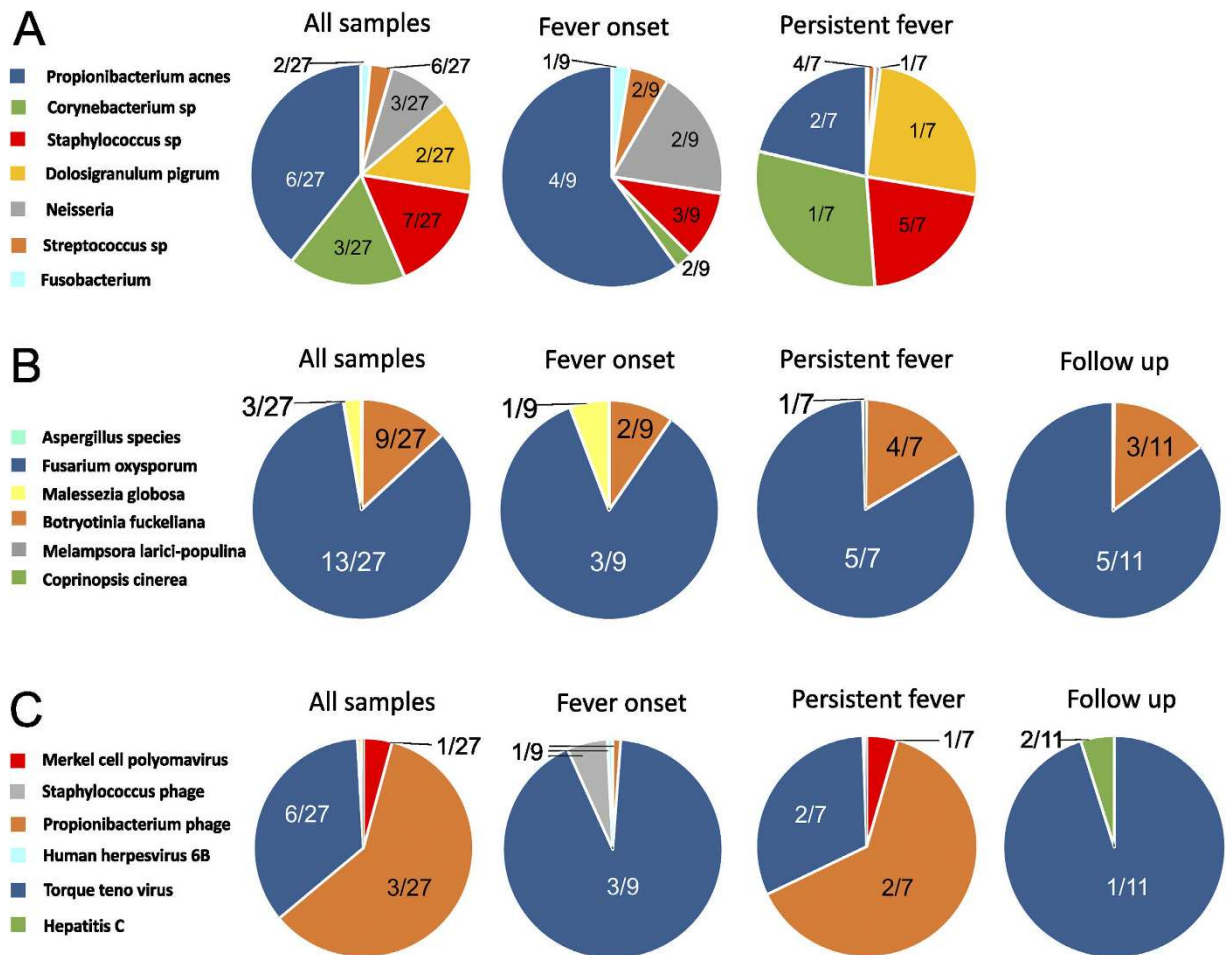 A
All samples
Fever onset
Persistent fever
Propionibacterium acnes
Corynebacterium sp
Staphylococcus sp
Dolosigranulum pigrum
Neisseria
Streptococcus sp
Fusobacterium
2/27
6/27
3/27
2/27
7/27
3/27
6/27
1/9
2/9
2/9
3/9
2/9
4/9
4/7
1/7
1/7
5/7
1/7
2/7
B
All samples
Fever onset
Persistent fever
Follow up
Aspergillus species
Fusarium oxysporum
Malessezia globosa
Botryotinia fuckeliana
Melampsora larici-populina
Coprinopsis cinerea
3/27
9/27
13/27
1/9
2/9
3/9
1/7
4/7
5/7
3/11
5/11
C
All samples
Fever onset
Persistent fever
Follow up
Merkel cell polyomavirus
Staphylococcus phage
Propionibacterium phage
Human herpesvirus 6B
Torque teno virus
Hepatitis C
1/27
6/27
3/27
1/9
3/9
1/7
2/7
2/7
2/11
1/11